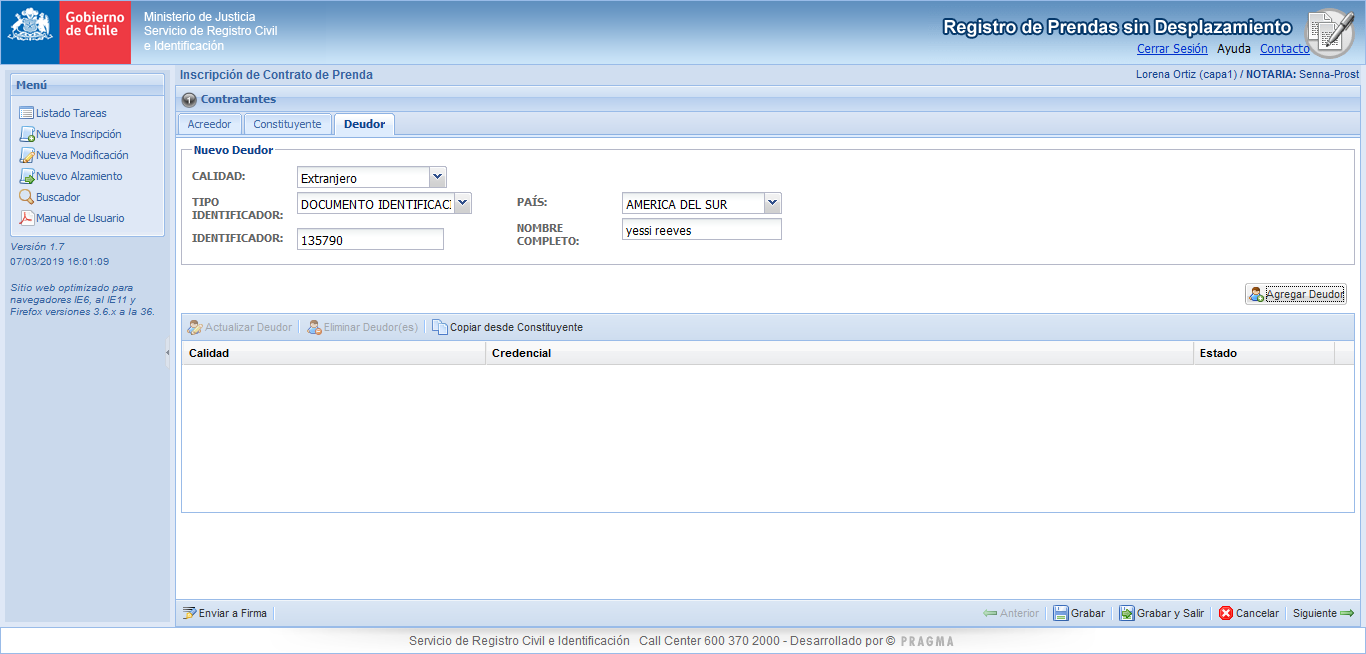 Gobierno
de Chile
Ministerio de Justicia
Servicio de Registro Civil
e Identificación
Registro de Prendas sin Desplazamiento
Cerrar Sesión Ayuda Contacto
Menú
Listado Tareas
Nueva Inscripción
Nueva Modificación
Nuevo Alzamiento
Buscador
Manual de Usuario
Versión 1.7
07/03/2019 16:01:09
Sitio web optimizado para
navegadores IE6, al IE11 y
Firefox versiones 3.6.x a la 36.
Inscripción de Contrato de Prenda
Lorena Ortiz (capa1) / NOTARIA: Senna-Prost
Contratantes
Acreedor Constituyente Deudor
Nuevo Deudor
CALIDAD: Extranjero
TIPO
IDENTIFICADOR: DOCUMENTO IDENTIFICAC
PAÍS: AMERICA DEL SUR
IDENTIFICADOR: 135790
NOMBRE
COMPLETO: yessi reeves
Agregar Deudor
Actualizar Deudor Eliminar Deudor(es) Copiar desde Constituyente
Calidad Credencial Estado
Enviar a Firma Anterior Grabar Grabar y Salir Cancelar Siguiente
Servicio de Registro Civil e Identificación Call Center 600 370 2000 - Desarrollado por © PRAGMA